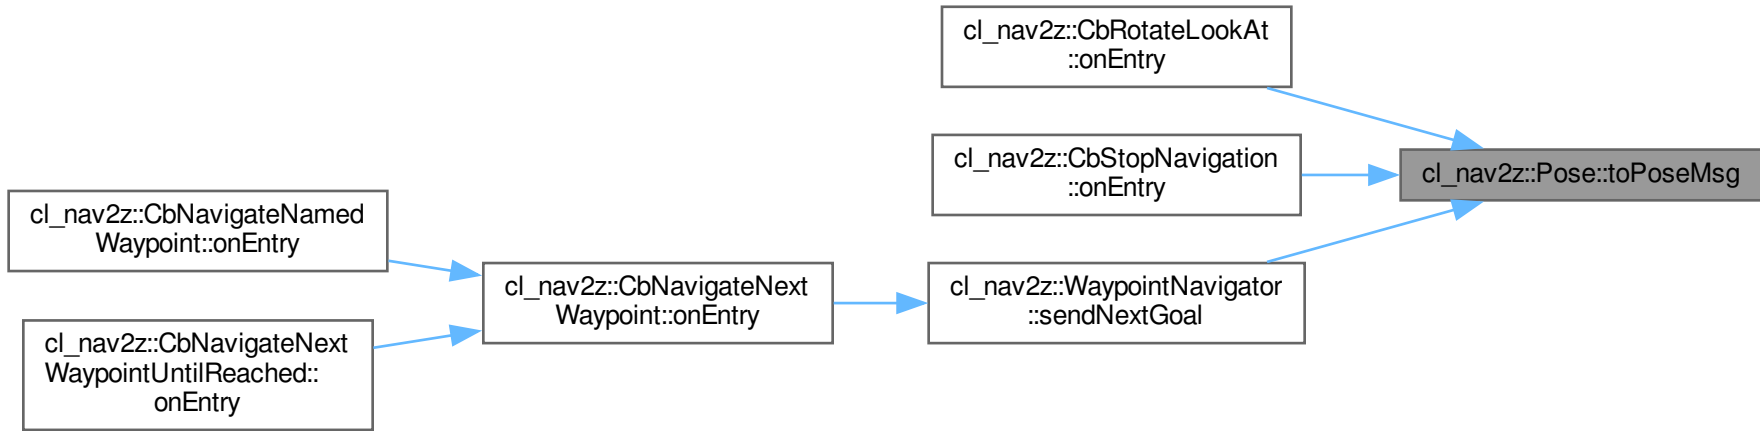 cl_nav2z::CbRotateLookAt
::onEntry
cl_nav2z::CbStopNavigation
::onEntry
cl_nav2z::Pose::toPoseMsg
cl_nav2z::CbNavigateNamed
Waypoint::onEntry
cl_nav2z::CbNavigateNext
Waypoint::onEntry
cl_nav2z::WaypointNavigator
::sendNextGoal
cl_nav2z::CbNavigateNext
WaypointUntilReached::
onEntry